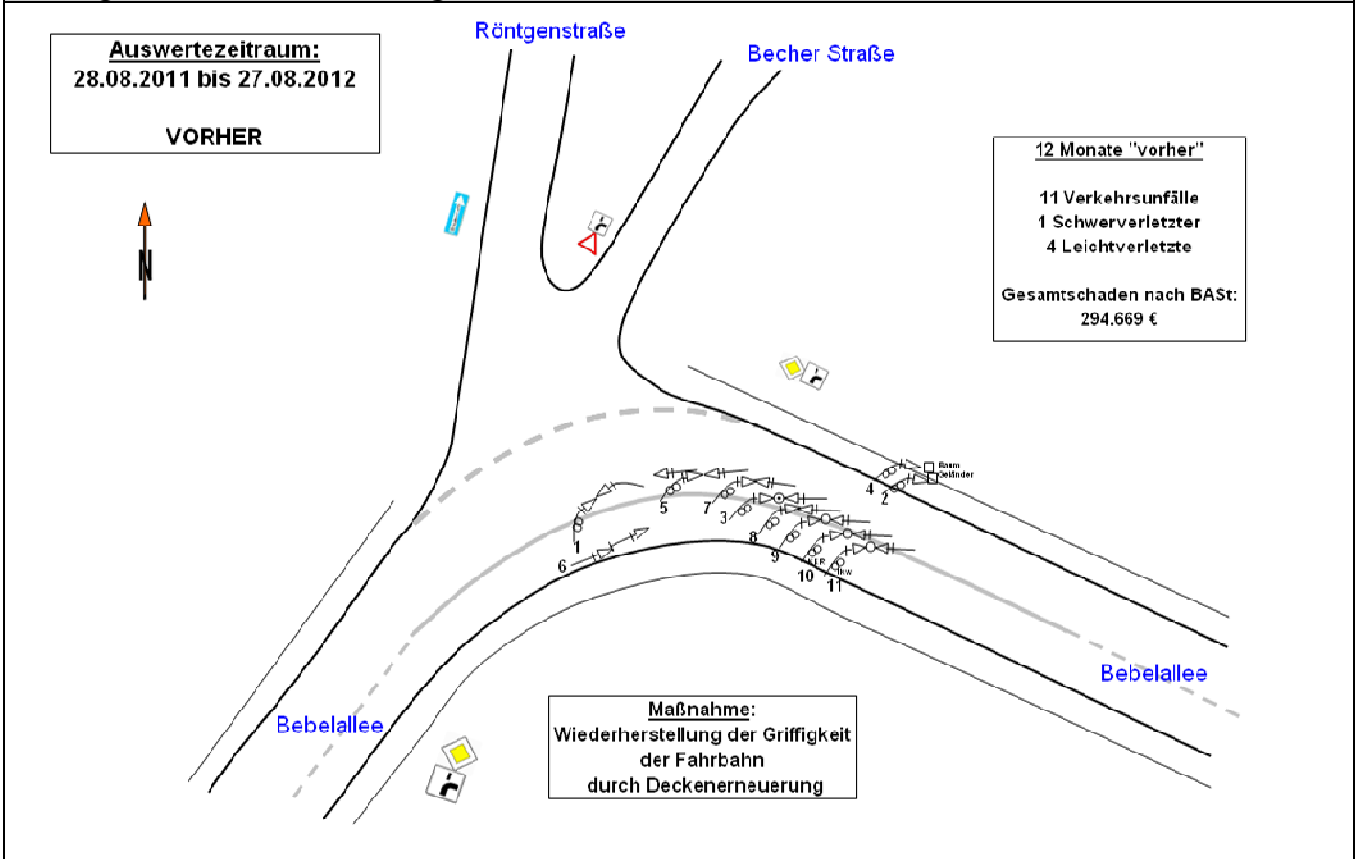 Röntgenstraße
Becher Straße
Auswertezeitraum:
28.08.2011 bis 27.08.2012
VORHER
12 Monate "vorher"
11 Verkehrsunfälle
1 Schwerverletzter
4 Leichtverletzte
Gesamtschaden nach BASt:
294.669 €
N
Baum
Geländer
4
2
5
7
3
1
8
6
9
10
11
Bebelallee
Bebelallee
Maßnahme:
Wiederherstellung der Griffigkeit
der Fahrbahn
durch Deckenerneuerung